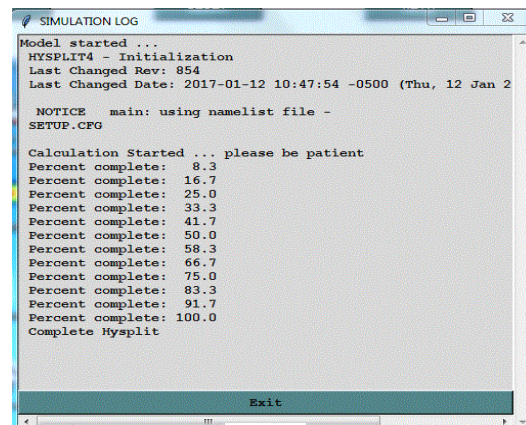 SIMULATION LOG
Model started ...
HYSPLIT4 - Initialization
Last Changed Rev: 854
Last Changed Date: 2017-01-12 10:47:54 -0500 (Thu, 12 Jan 2
NOTICE   main: using namelist file -
SETUP.CFG
Calculation Started ... please be patient
Percent complete:   8.3
Percent complete:  16.7
Percent complete:  25.0
Percent complete:  33.3
Percent complete:  41.7
Percent complete:  50.0
Percent complete:  58.3
Percent complete:  66.7
Percent complete:  75.0
Percent complete:  83.3
Percent complete:  91.7
Percent complete: 100.0
Complete Hysplit
Exit